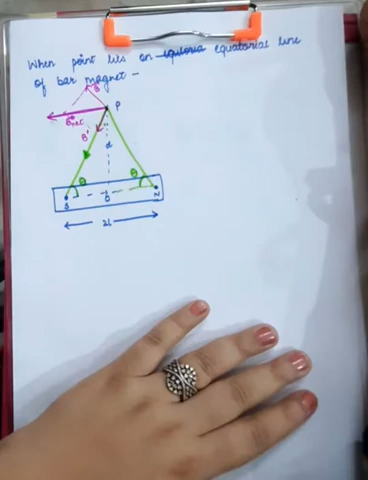 When point lies on equatorial line
of bar magnet -
B
P
Bnet
B'
d
θ
θ
S
O
N
2l